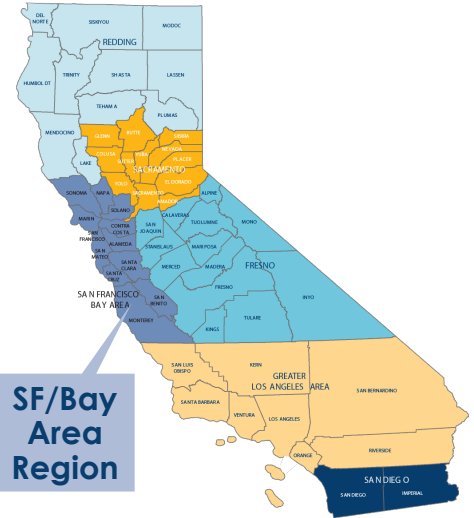 DEL
NORTE
SISKIYOU
MODOC
REDDING
HUMBOLDT
TRINITY
SHASTA
LASSEN
TEHAMA
PLUMAS
MENDOCINO
GLENN
BUTTE
SIERRA
LAKE
COLUSA
SUTTER
YUBA
NEVADA
PLACER
SACRAMENTO
YOLO
EL DORADO
SACRAMENTO
AMADOR
ALPINE
SONOMA
NAPA
SOLANO
MARIN
CONTRA
COSTA
SAN
FRANCISCO
ALAMEDA
SAN
MATEO
SANTA
CLARA
SANTA
CRUZ
SAN
JOAQUIN
CALAVERAS
TUOLUMNE
MONO
STANISLAUS
MARIPOSA
MERCED
MADERA
FRESNO
FRESNO
INYO
SAN FRANCISCO
BAY AREA
SAN
BENITO
MONTEREY
KINGS
TULARE
SAN LUIS
OBISPO
KERN
GREATER
LOS ANGELES AREA
SAN BERNARDINO
SANTA BARBARA
VENTURA
LOS ANGELES
ORANGE
RIVERSIDE
SAN DIEGO
SAN DIEGO
IMPERIAL
SF/Bay
Area
Region